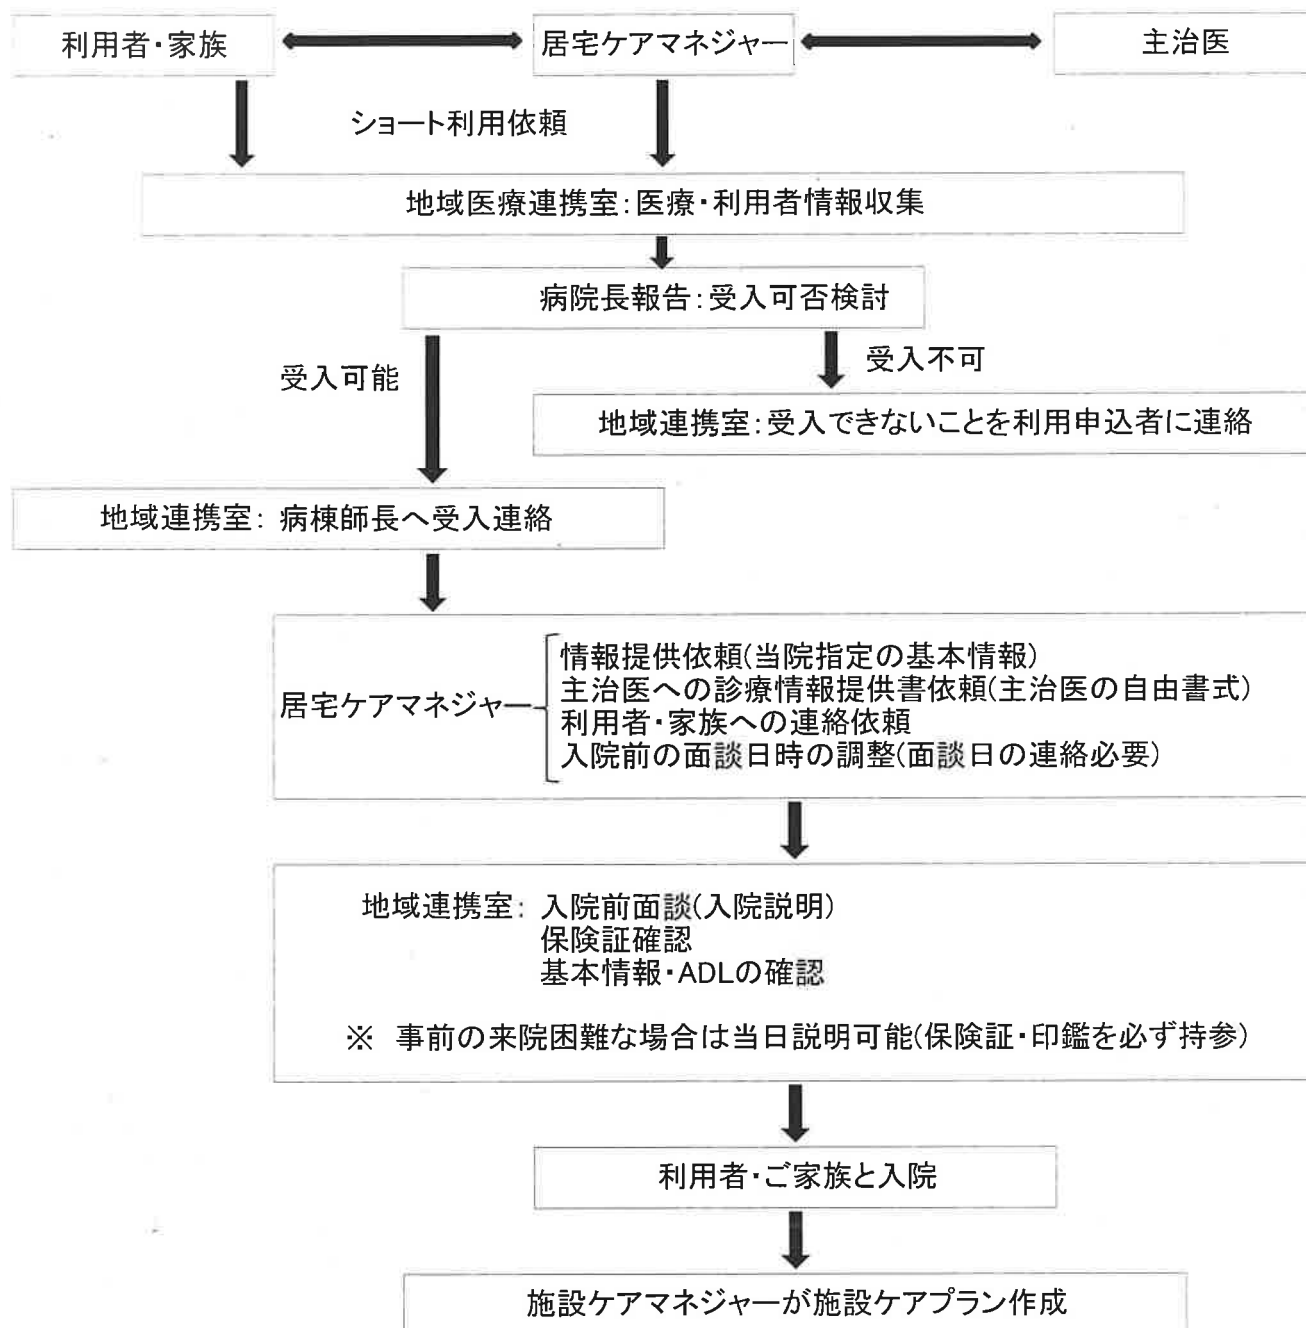 利用者・家族
居宅ケアマネジャー
主治医
ショート利用依頼
地域医療連携室：医療・利用者情報収集
病院長報告：受入可否検討
受入可能
受入不可
地域連携室：受入できないことを利用申込者に連絡
地域連携室： 病棟師長へ受入連絡
居宅ケアマネジャー
情報提供依頼(当院指定の基本情報)
主治医への診療情報提供書依頼(主治医の自由書式)
利用者・家族への連絡依頼
入院前の面談日時の調整(面談日の連絡必要)
地域連携室： 入院前面談(入院説明)
保険証確認
基本情報・ADLの確認
※ 事前の来院困難な場合は当日説明可能(保険証・印鑑を必ず持参)
利用者・ご家族と入院
施設ケアマネジャーが施設ケアプラン作成